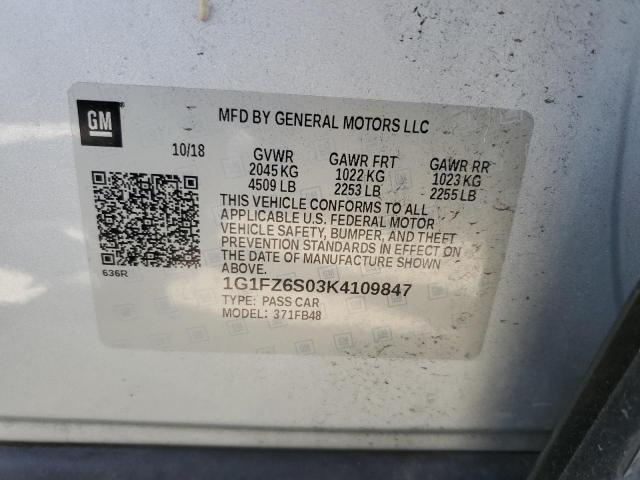 GM
MFD BY GENERAL MOTORS LLC
10/18
GVWR GAWR FRT GAWR RR
2045 KG 1022 KG 1023 KG
4509 LB 2253 LB 2255 LB
THIS VEHICLE CONFORMS TO ALL
APPLICABLE U.S. FEDERAL MOTOR
VEHICLE SAFETY, BUMPER, AND THEFT
PREVENTION STANDARDS IN EFFECT ON
THE DATE OF MANUFACTURE SHOWN
ABOVE.
636R
1G1FZ6S03K4109847
TYPE: PASS CAR
MODEL: 371FB48